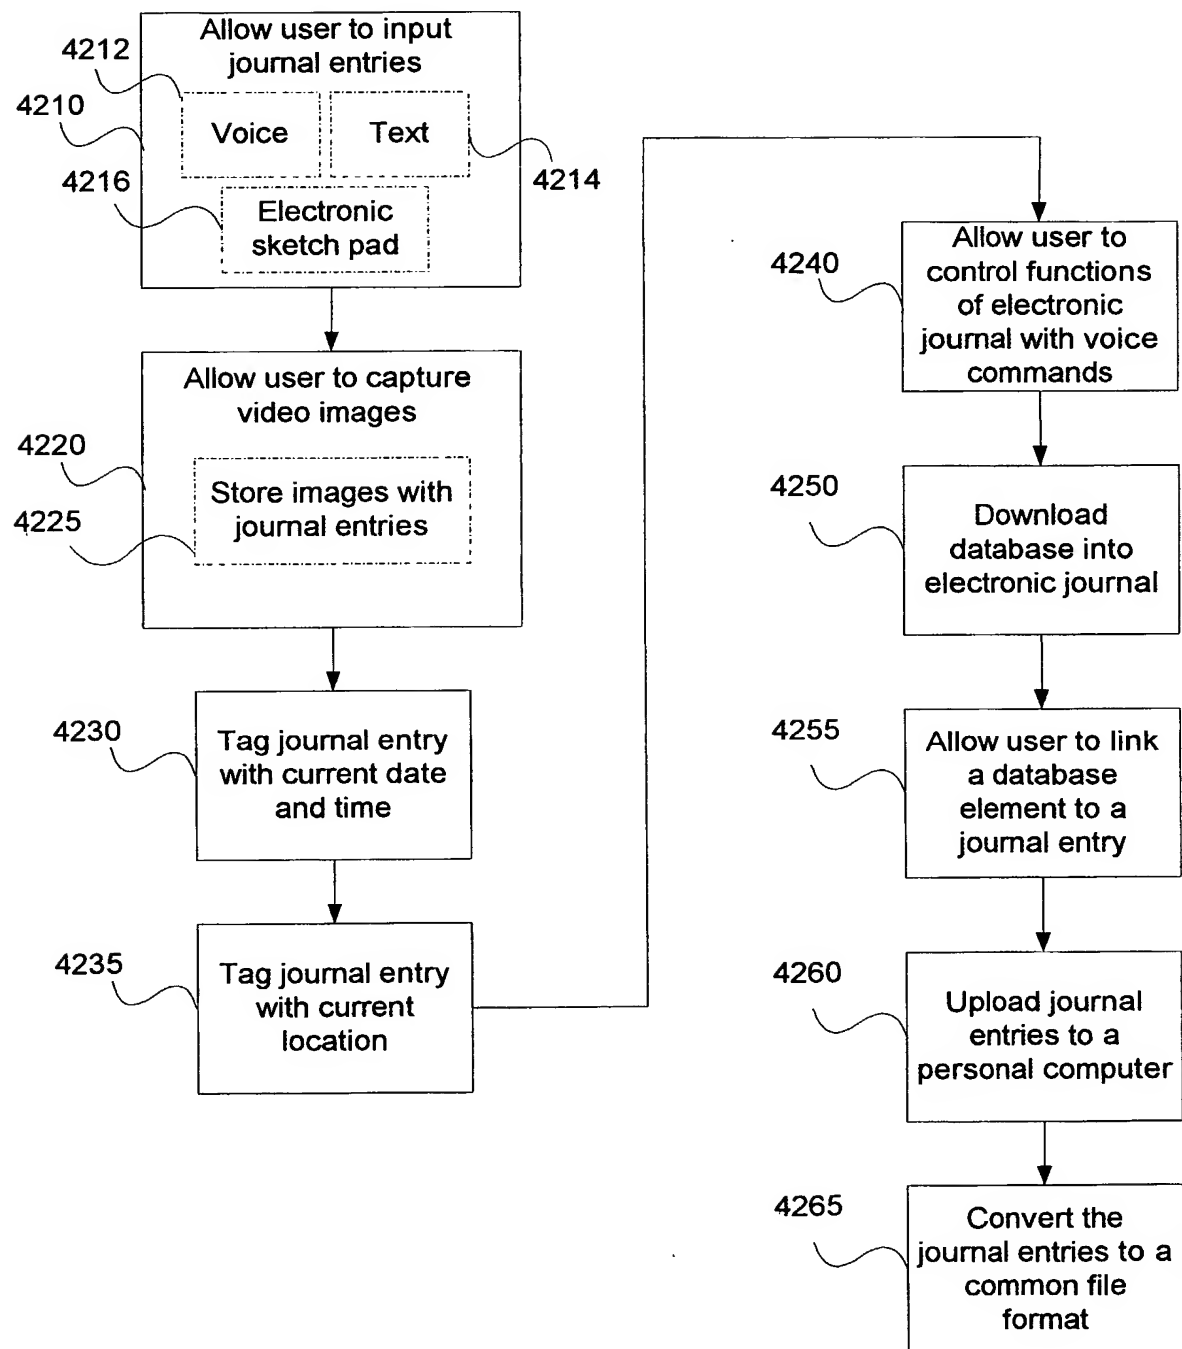 Allow user to input
journal entries
4212
4210
Voice
Text
4214
4216
Electronic
sketch pad
Allow user to capture
video images
4220
Store images with
journal entries
4225
4230
Tag journal entry
with current date
and time
4235
Tag journal entry
with current
location
4240
Allow user to
control functions
of electronic
journal with voice
commands
4250
Download
database into
electronic journal
4255
Allow user to link
a database
element to a
journal entry
4260
Upload journal
entries to a
personal computer
4265
Convert the
journal entries to a
common file
format